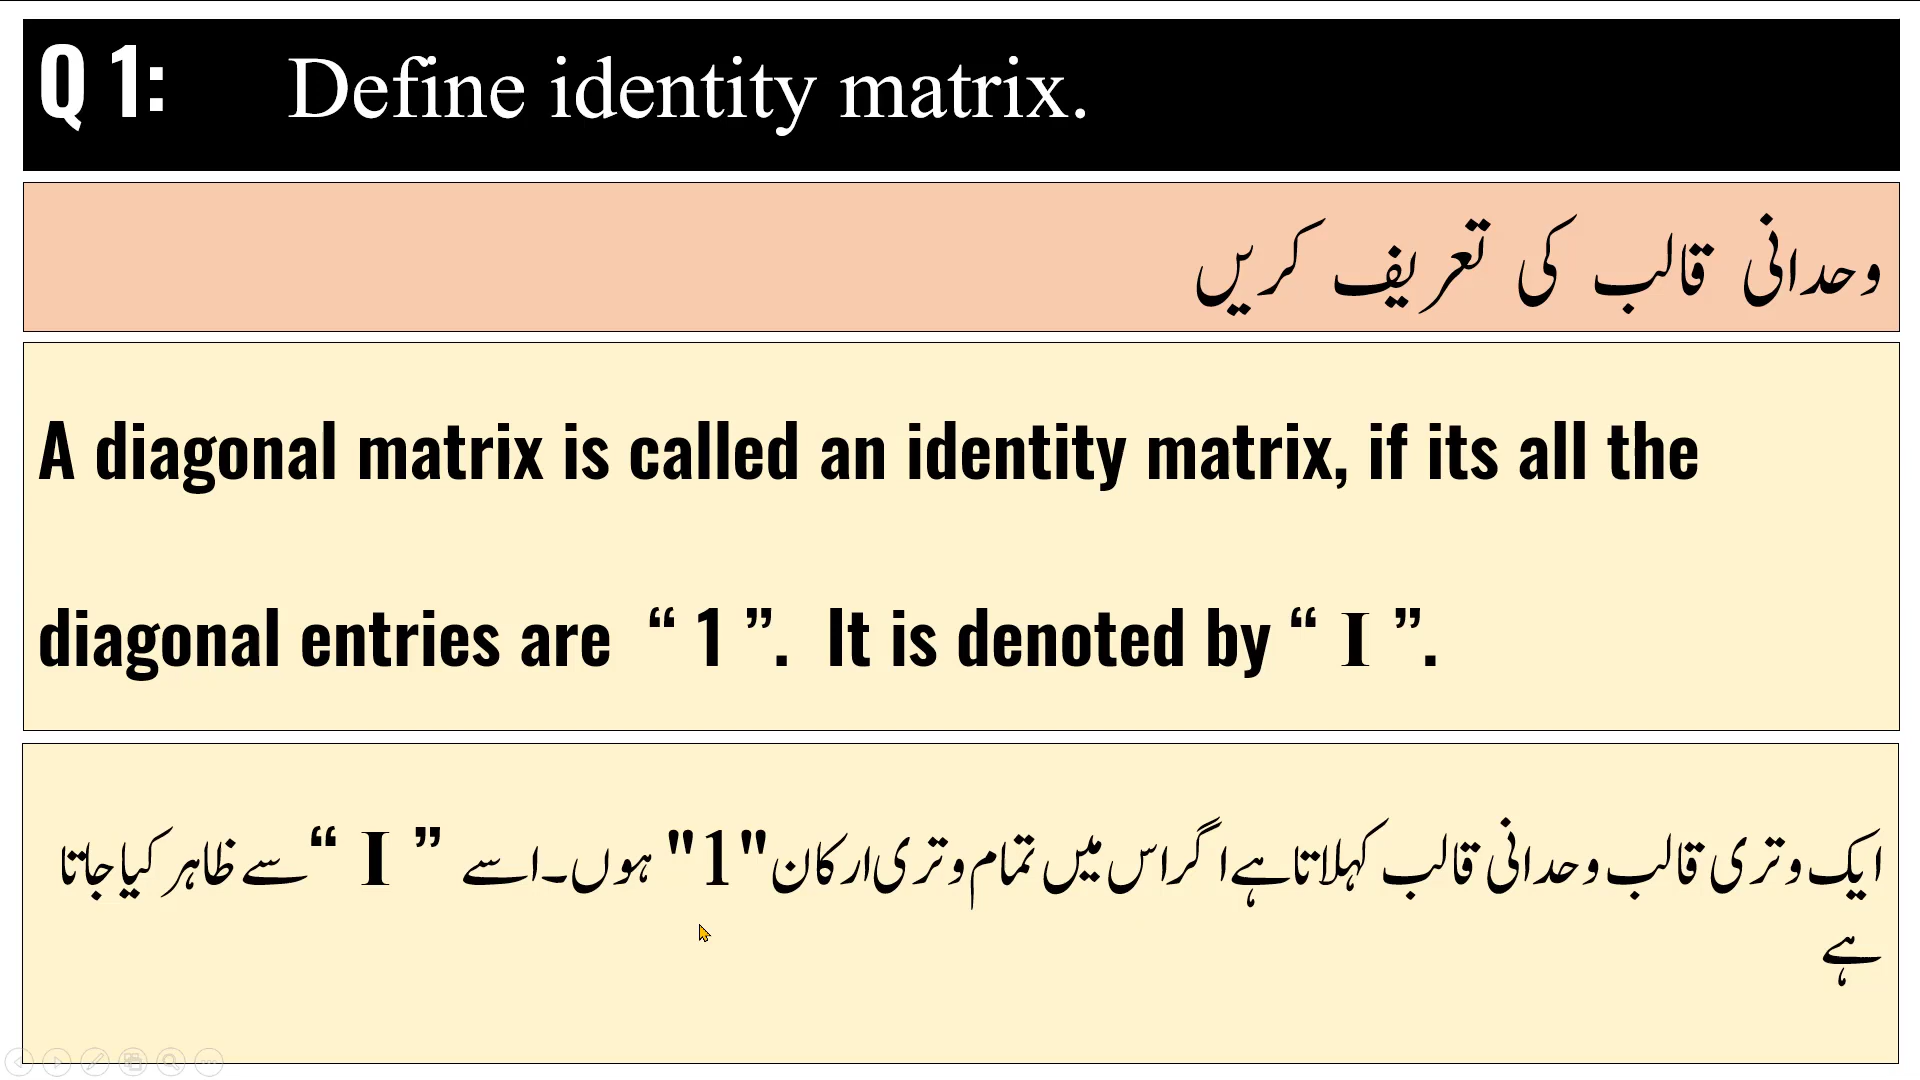 Q 1: Define identity matrix.
وحدانی قالب کی تعریف کریں
A diagonal matrix is called an identity matrix, if its all the
diagonal entries are “ 1 ”. It is denoted by “ I ”.
ایک وتری قالب وحدانی قالب کہلاتا ہے اگر اس میں تمام وتری ارکان "1" ہوں۔ اسے “ I ” سے ظاہر کیا جاتا
ہے